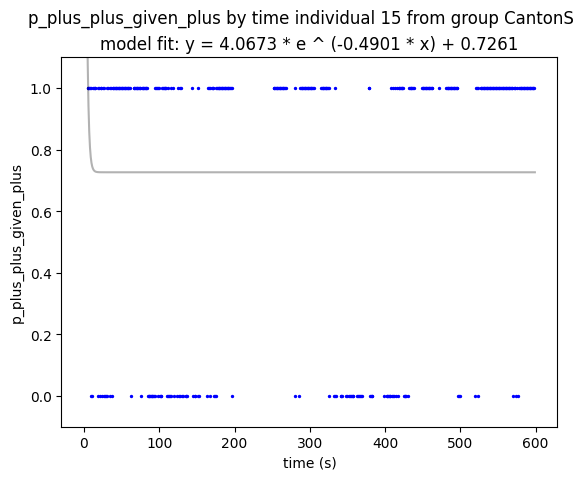 p_plus_plus_given_plus by time individual 15 from group CantonS
model fit: y = 4.0673 * e ^ (-0.4901 * x) + 0.7261
1.0
0.8
0.6
0.4
0.2
0.0
p_plus_plus_given_plus
0 100 200 300 400 500 600
time (s)